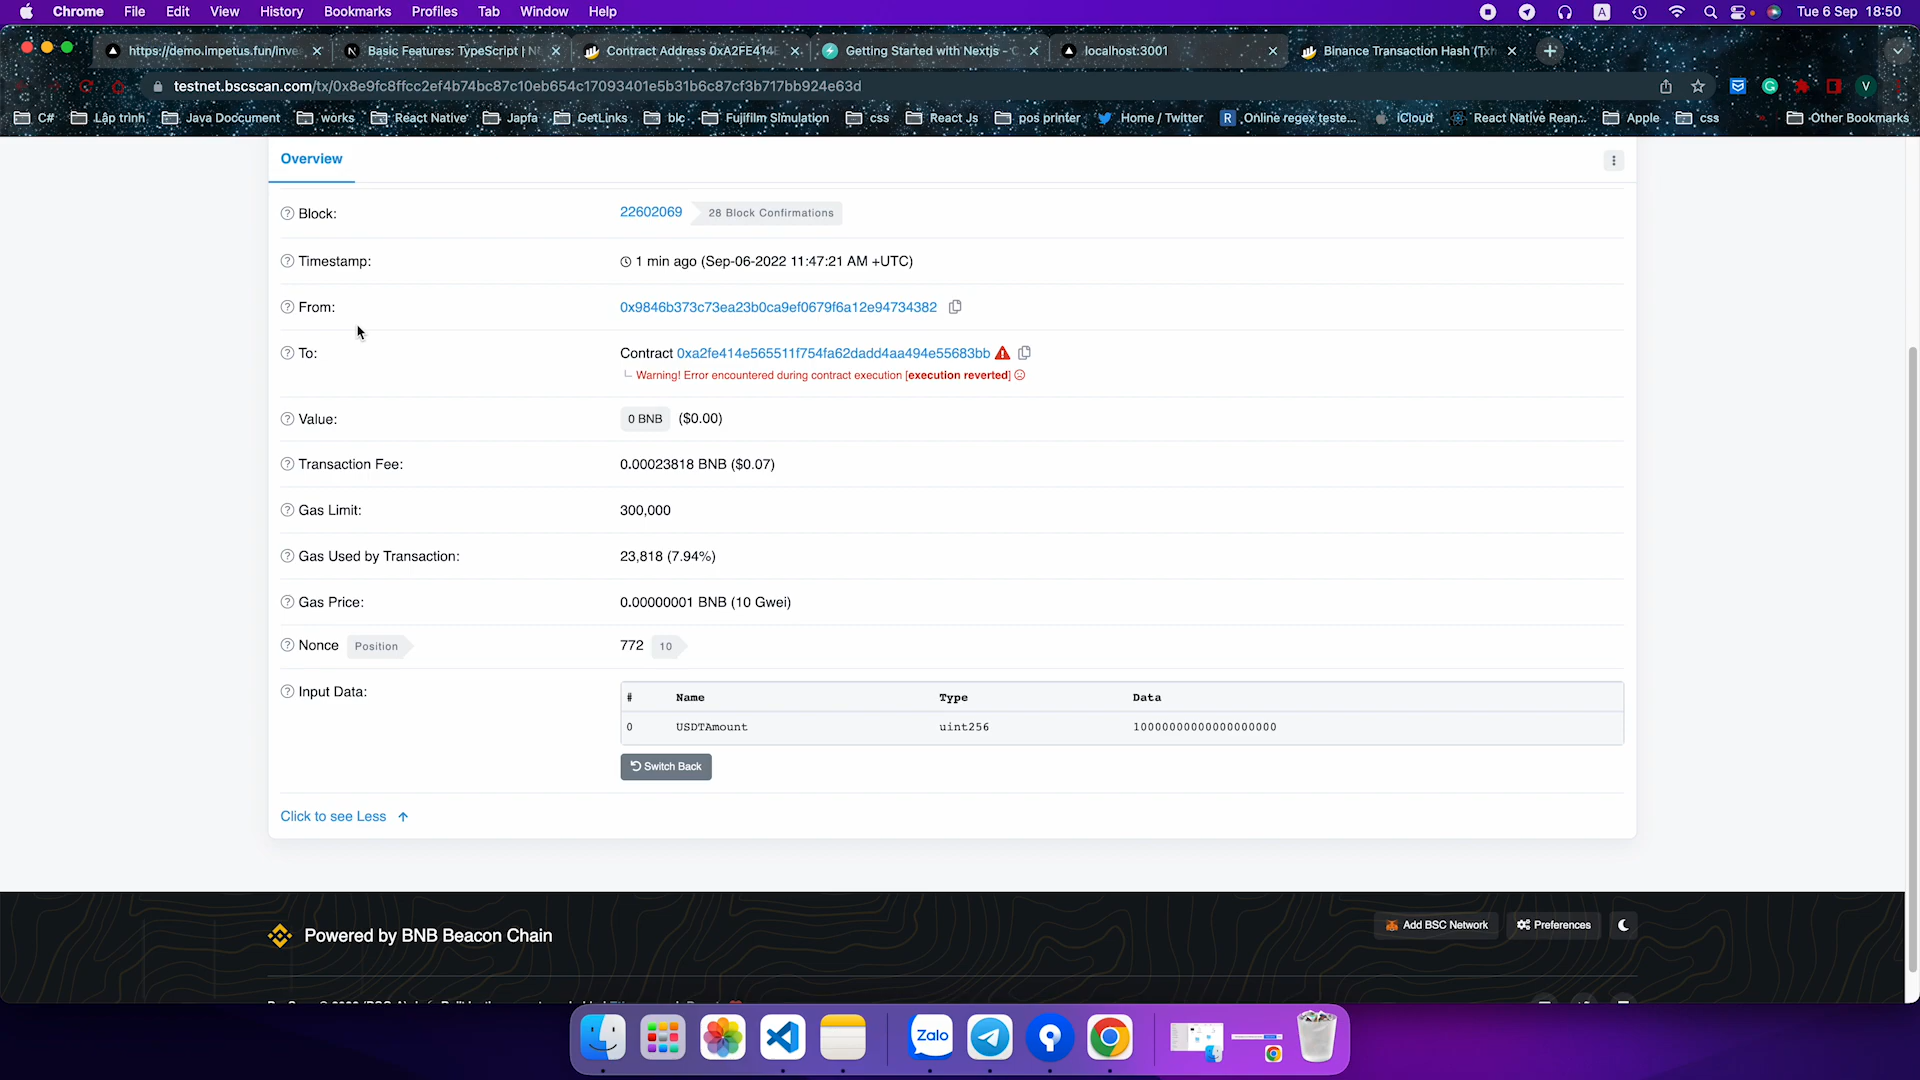 Chrome File Edit View History Bookmarks Profiles Tab Window Help A Tue 6 Sep 18:50
https://demo.impetus.fun/inves Basic Features: TypeScript | Ne Contract Address 0xA2FE414E Getting Started with Nextjs - C localhost:3001 Binance Transaction Hash (Txh
testnet.bscscan.com/tx/0x8e9fc8ffcc2ef4b74bc87c10eb654c17093401e5b31b6c87cf3b717bb924e63d V
C# Lập trình Java Document works React Native Japfa GetLinks blc Fujifilm Simulation css React Js pos printer Home / Twitter R Online regex teste... iCloud React Native Rean... Apple css Other Bookmarks
Overview
Block: 22602069 28 Block Confirmations
Timestamp: 1 min ago (Sep-06-2022 11:47:21 AM +UTC)
From: 0x9846b373c73ea23b0ca9ef0679f6a12e94734382
To: Contract 0xa2fe414e565511f754fa62dadd4aa494e55683bb
Warning! Error encountered during contract execution [execution reverted]
Value: 0 BNB ($0.00)
Transaction Fee: 0.00023818 BNB ($0.07)
Gas Limit: 300,000
Gas Used by Transaction: 23,818 (7.94%)
Gas Price: 0.00000001 BNB (10 Gwei)
Nonce Position 772 10
Input Data:
# Name Type Data
0 USDTAmount uint256 10000000000000000000
Switch Back
Click to see Less
Powered by BNB Beacon Chain
Add BSC Network Preferences
Zalo